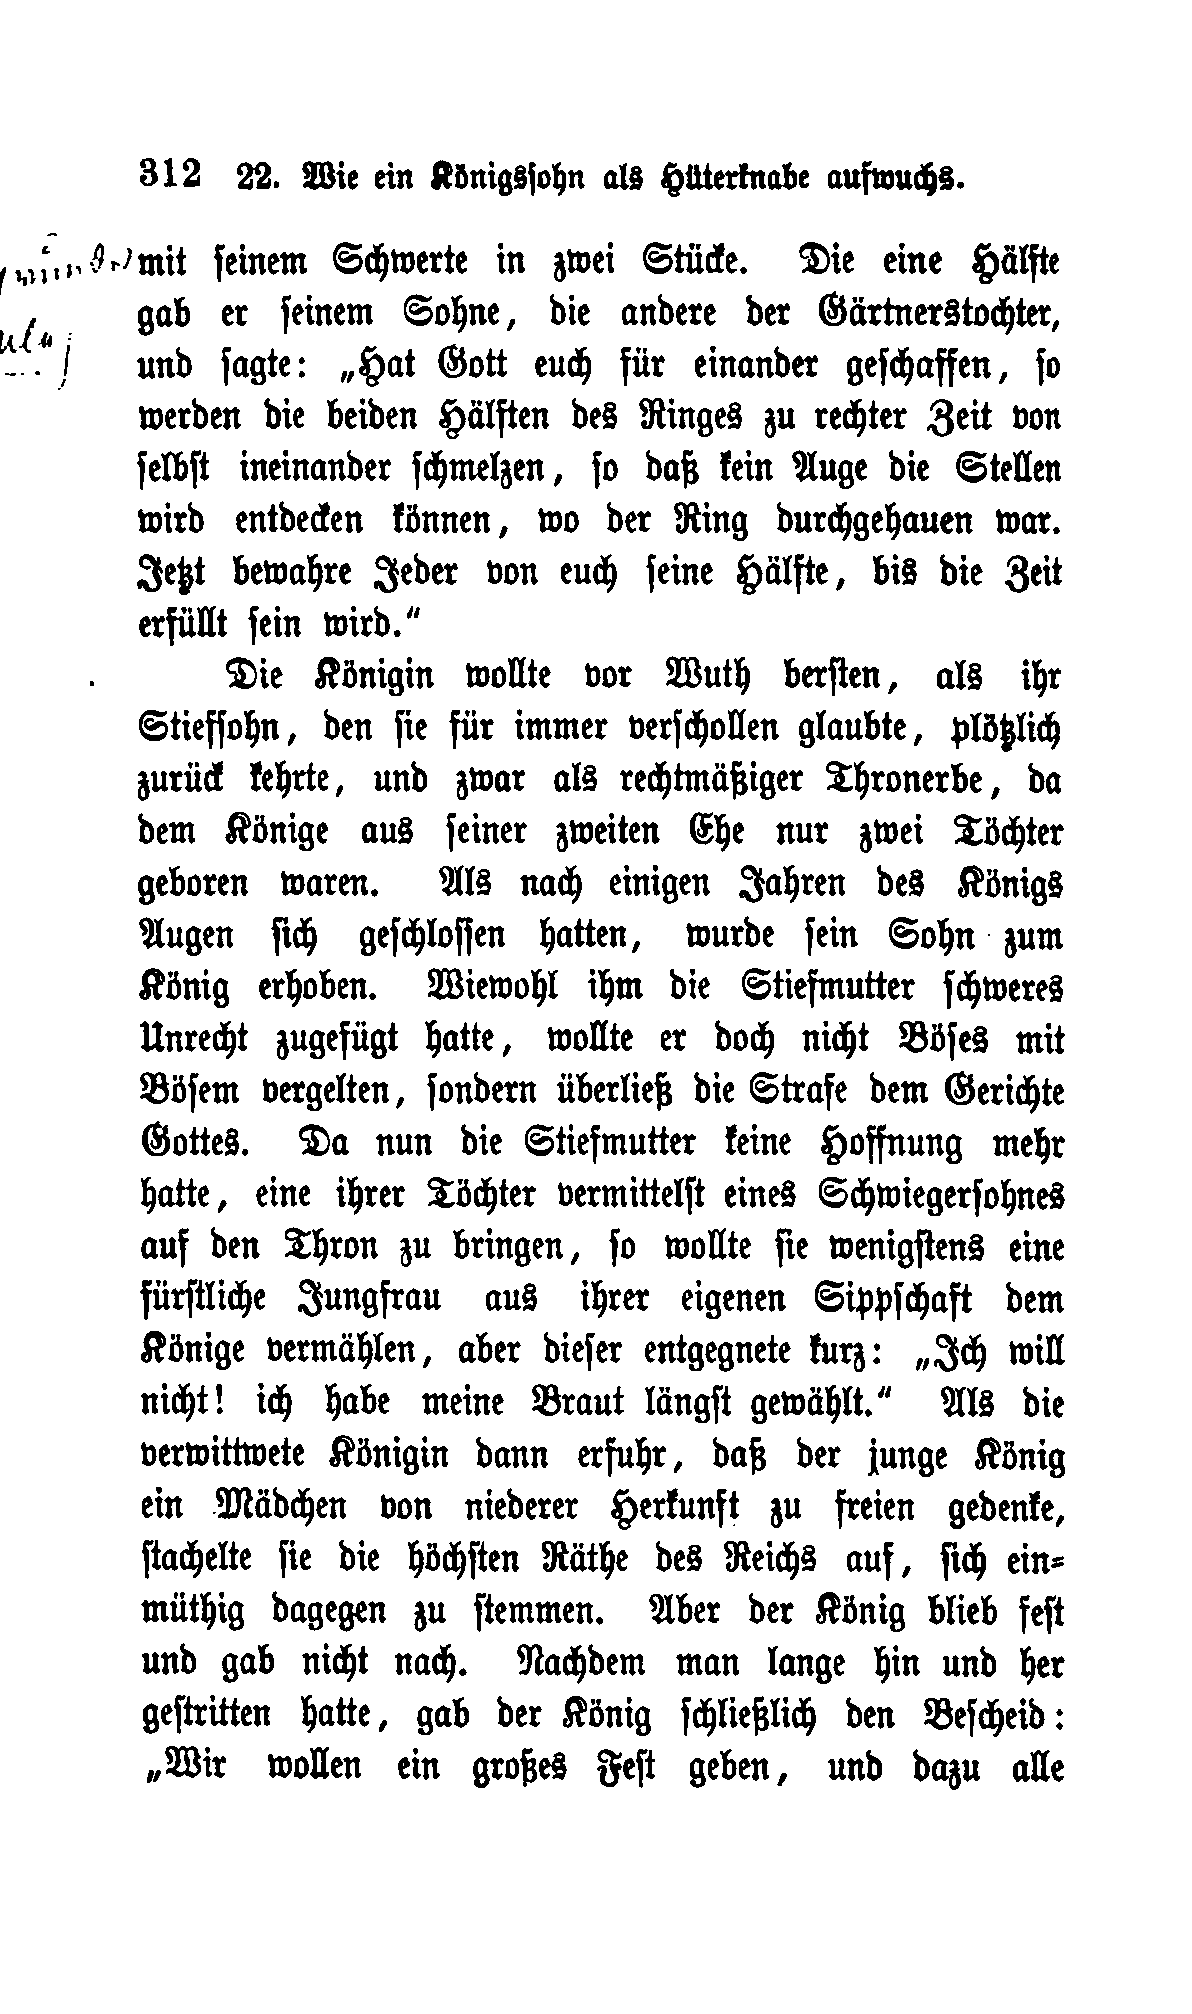 312 22. Wie ein Königssohn als Hüterknabe aufwuchs.
mit seinem Schwerte in zwei Stücke. Die eine Hälfte
gab er seinem Sohne, die andere der Gärtnerstochter,
und sagte: „Hat Gott euch für einander geschaffen, so
werden die beiden Hälften des Ringes zu rechter Zeit von
selbst ineinander schmelzen, so daß kein Auge die Stellen
wird entdecken können, wo der Ring durchgehauen war.
Jetzt bewahre Jeder von euch seine Hälfte, bis die Zeit
erfüllt sein wird.“
Die Königin wollte vor Wuth bersten, als ihr
Stiefsohn, den sie für immer verschollen glaubte, plötzlich
zurück kehrte, und zwar als rechtmäßiger Thronerbe, da
dem Könige aus seiner zweiten Ehe nur zwei Töchter
geboren waren. Als nach einigen Jahren des Königs
Augen sich geschlossen hatten, wurde sein Sohn zum
König erhoben. Wiewohl ihm die Stiefmutter schweres
Unrecht zugefügt hatte, wollte er doch nicht Böses mit
Bösem vergelten, sondern überließ die Strafe dem Gerichte
Gottes. Da nun die Stiefmutter keine Hoffnung mehr
hatte, eine ihrer Töchter vermittelst eines Schwiegersohnes
auf den Thron zu bringen, so wollte sie wenigstens eine
fürstliche Jungfrau aus ihrer eigenen Sippschaft dem
Könige vermählen, aber dieser entgegnete kurz: „Ich will
nicht! ich habe meine Braut längst gewählt.“ Als die
verwittwete Königin dann erfuhr, daß der junge König
ein Mädchen von niederer Herkunft zu freien gedenke,
stachelte sie die höchsten Räthe des Reichs auf, sich ein-
müthig dagegen zu stemmen. Aber der König blieb fest
und gab nicht nach. Nachdem man lange hin und her
gestritten hatte, gab der König schließlich den Bescheid:
„Wir wollen ein großes Fest geben, und dazu alle